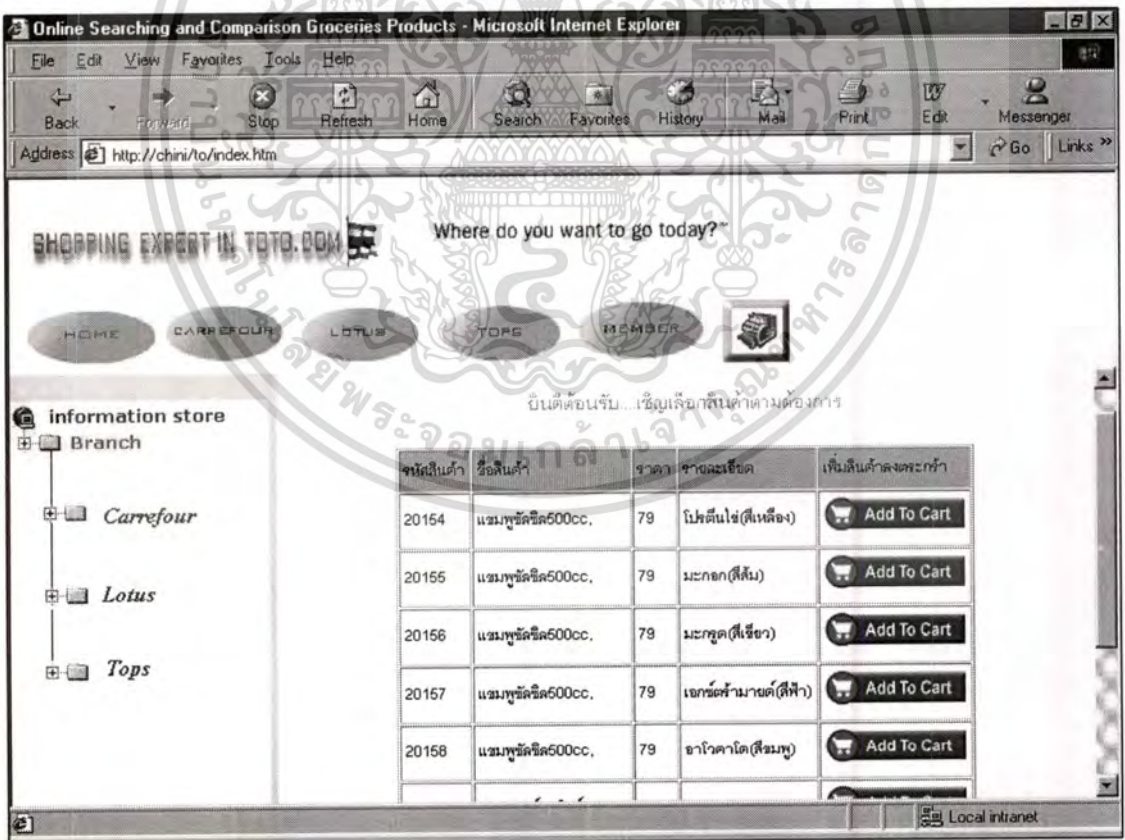 Online Searching and Comparison Groceries Products - Microsoft Internet Explorer
File Edit View Favorites Tools Help
Back Forward Stop Refresh Home Search Favorites History Mail Print Edit Messenger
Address http://chini/to/index.htm Go Links »
SHOPPING EXPERT IN TOTO.COM Where do you want to go today?™
HOME CARREFOUR LOTUS TOPS MEMBER
ยินดีต้อนรับ....เชิญเลือกสินค้าตามต้องการ
information store
Branch
Carrefour
Lotus
Tops
รหัสสินค้า ชื่อสินค้า ราคา รายละเอียด เพิ่มสินค้าลงตระกร้า
20154 แชมพูซัลซิล500cc. 79 โปรตีนไข่(สีเหลือง) Add To Cart
20155 แชมพูซัลซิล500cc. 79 มะกอก(สีส้ม) Add To Cart
20156 แชมพูซัลซิล500cc. 79 มะกรูด(สีเขียว) Add To Cart
20157 แชมพูซัลซิล500cc. 79 เอกซ์ตร้ามายด์(สีฟ้า) Add To Cart
20158 แชมพูซัลซิล500cc. 79 อาโวคาโด(สีชมพู) Add To Cart
Local intranet